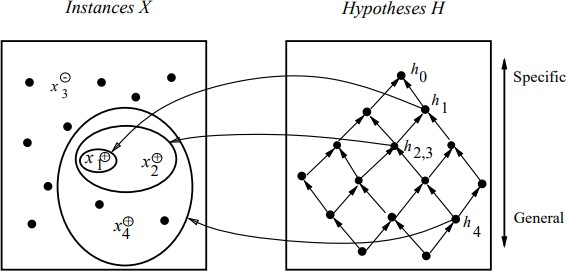 Instances X
Hypotheses H
x3 -
x1 +
x2 +
x4 +
h0
h1
h2,3
h4
Specific
General